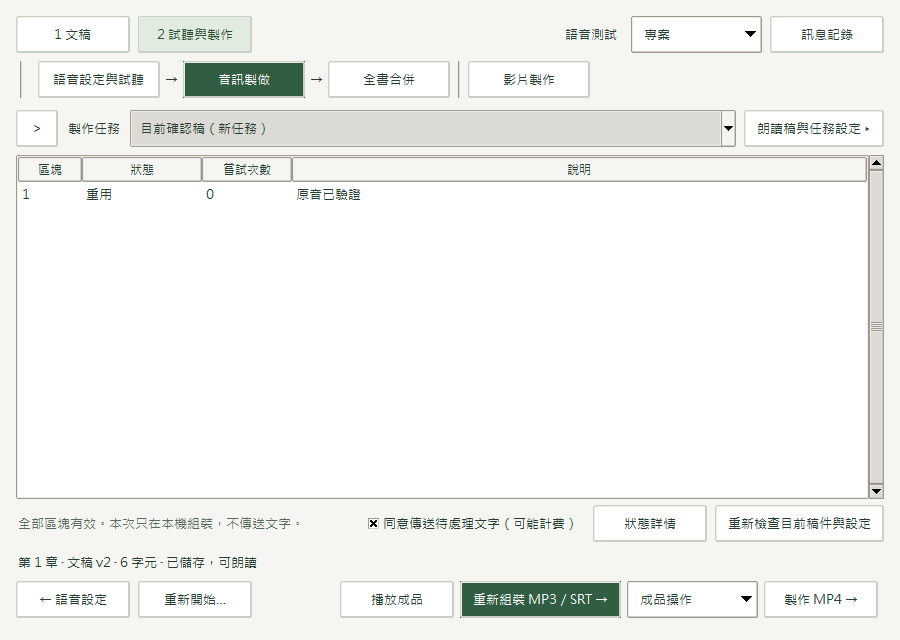 1 文稿 2 試聽與製作 語音測試 專案 訊息記錄
語音設定與試聽 → 音訊製做 → 全書合併 影片製作
> 製作任務 目前確認稿（新任務） 朗讀稿與任務設定 ▸
區塊 狀態 嘗試次數 說明
1 重用 0 原音已驗證
全部區塊有效。本次只在本機組裝，不傳送文字。 同意傳送待處理文字（可能計費） 狀態詳情 重新檢查目前稿件與設定
第 1 章 · 文稿 v2 · 6 字元 · 已儲存，可朗讀
← 語音設定 重新開始... 播放成品 重新組裝 MP3 / SRT → 成品操作 製作 MP4 →